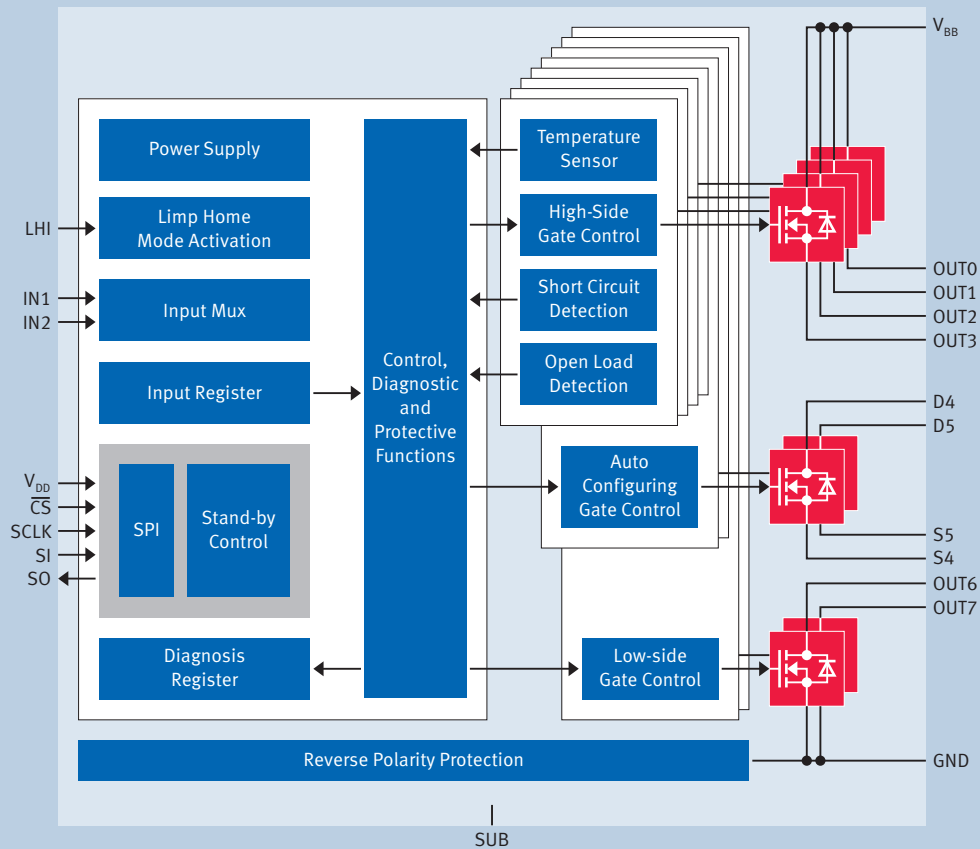 V_BB
Power Supply
Temperature
Sensor
LHI
Limp Home
Mode Activation
High-Side
Gate Control
IN1
IN2
Input Mux
Short Circuit
Detection
OUT0
OUT1
OUT2
OUT3
Input Register
Control,
Diagnostic
and
Protective
Functions
Open Load
Detection
D4
D5
V_DD
C̅S̅
SCLK
SI
SO
SPI
Stand-by
Control
Auto
Configuring
Gate Control
S5
S4
OUT6
OUT7
Diagnosis
Register
Low-side
Gate Control
Reverse Polarity Protection
GND
SUB